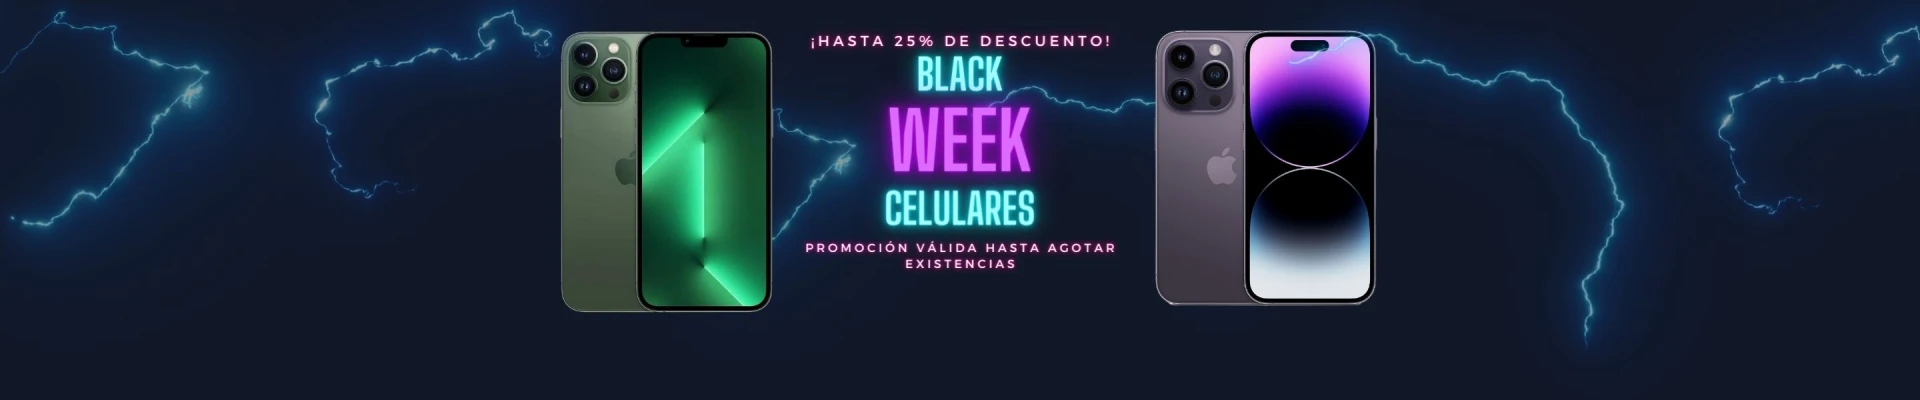 ¡HASTA 25% DE DESCUENTO!
BLACK
WEEK
CELULARES
PROMOCIÓN VÁLIDA HASTA AGOTAR
EXISTENCIAS